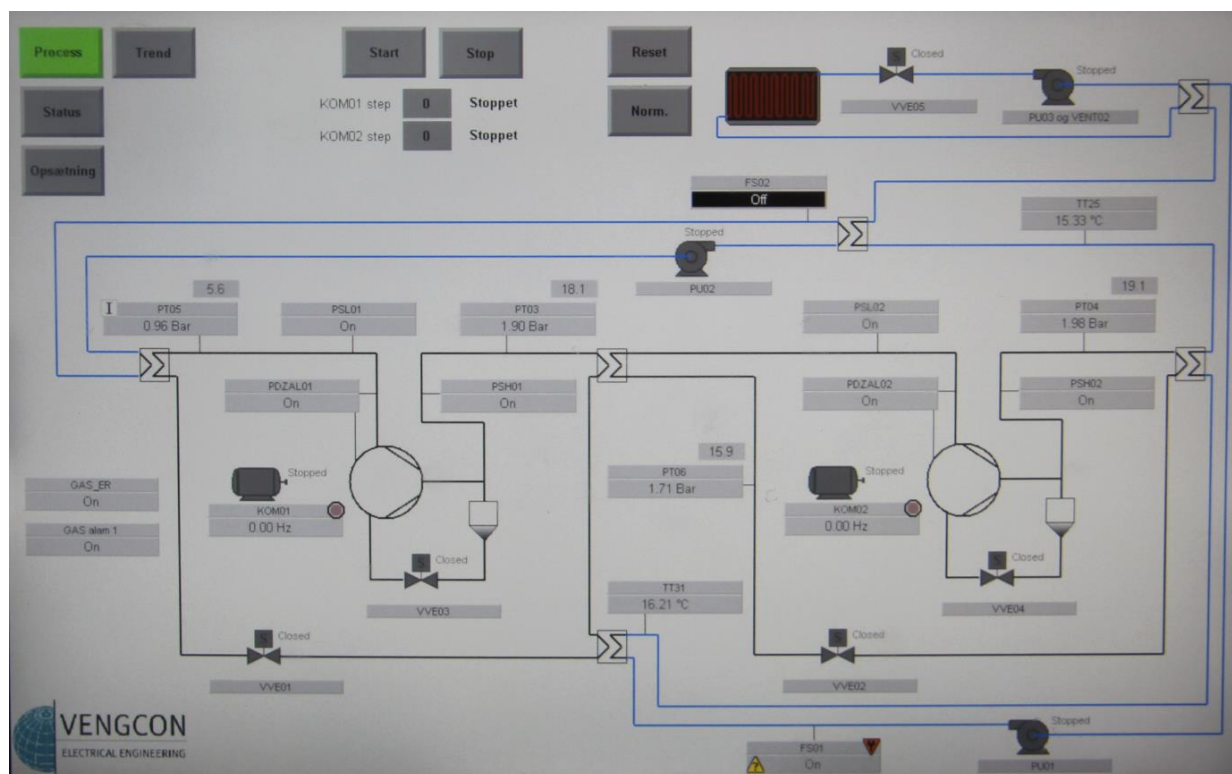 Process
Trend
Status
Opsætning
Start
Stop
KOM01 step
0
Stoppet
KOM02 step
0
Stoppet
Reset
Norm.
S
Closed
VVE05
Stopped
PU03 og VENT02
FS02
Off
TT25
15.33 °C
Stopped
PU02
5.6
I
PT05
0.96 Bar
PSL01
On
18.1
PT03
1.90 Bar
PSL02
On
19.1
PT04
1.98 Bar
PDZAL01
On
PSH01
On
PDZAL02
On
PSH02
On
GAS_ER
On
GAS alam 1
On
Stopped
KOM01
0.00 Hz
15.9
PT06
1.71 Bar
Stopped
KOM02
0.00 Hz
S
Closed
VVE03
S
Closed
VVE04
TT31
16.21 °C
S
Closed
VVE01
S
Closed
VVE02
VENGCON
ELECTRICAL ENGINEERING
FS01
On
?
Stopped
PU01